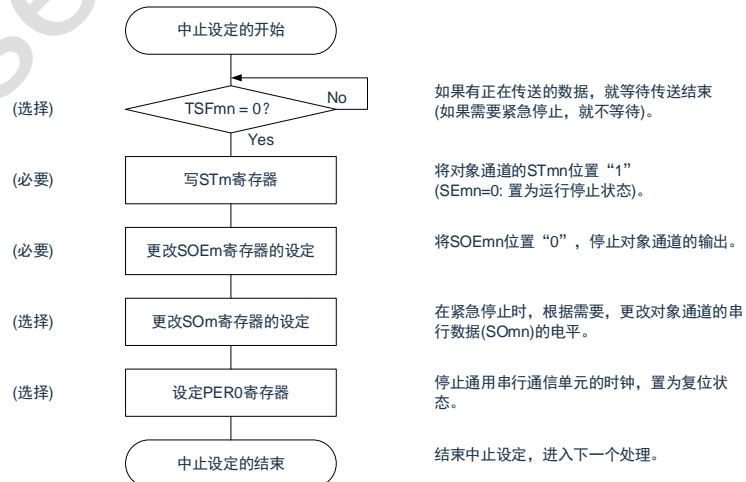 中止设定的开始
(选择)
TSFmn = 0?
No
Yes
如果有正在传送的数据，就等待传送结束
(如果需要紧急停止，就不等待)。
(必要)
写STm寄存器
将对象通道的STmn位置“1”
(SEmn=0: 置为运行停止状态)。
(必要)
更改SOEm寄存器的设定
将SOEmn位置“0”，停止对象通道的输出。
(选择)
更改SOm寄存器的设定
在紧急停止时，根据需要，更改对象通道的串
行数据(SOmn)的电平。
(选择)
设定PER0寄存器
停止通用串行通信单元的时钟，置为复位状
态。
中止设定的结束
结束中止设定，进入下一个处理。